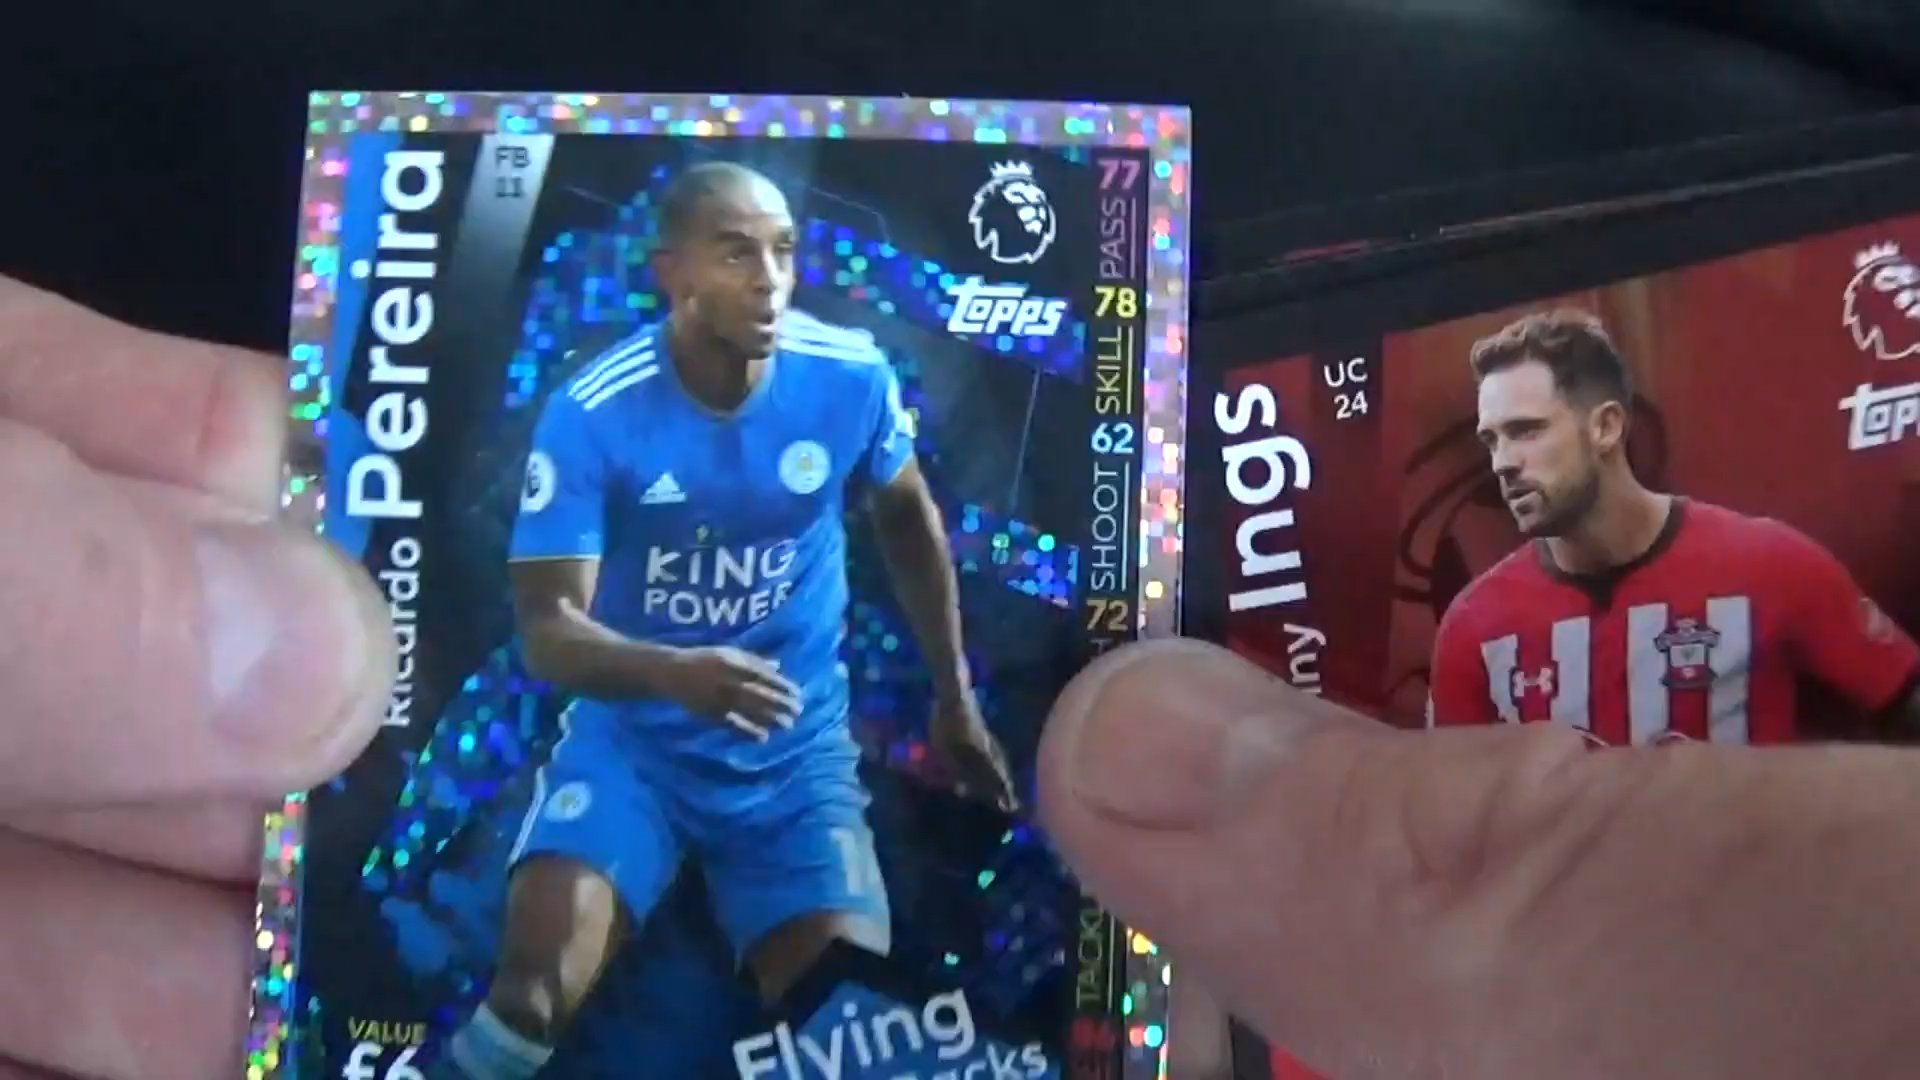 Ricardo Pereira
FB
11
TOPPS
77
PASS
78
SKILL
62
SHOOT
72
KING
POWER
VALUE
£6
Flying
Ings
UC
24